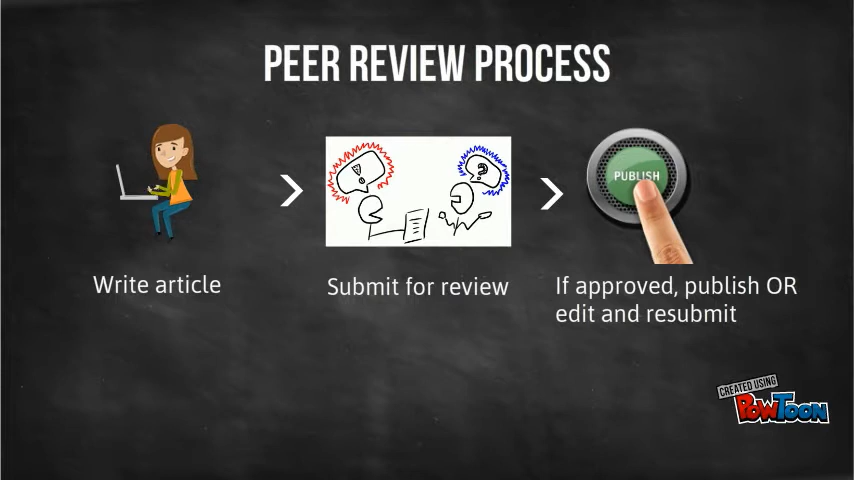 PEER REVIEW PROCESS
PUBLISH
Write article
Submit for review
If approved, publish OR
edit and resubmit
CREATED USING
POWTOON